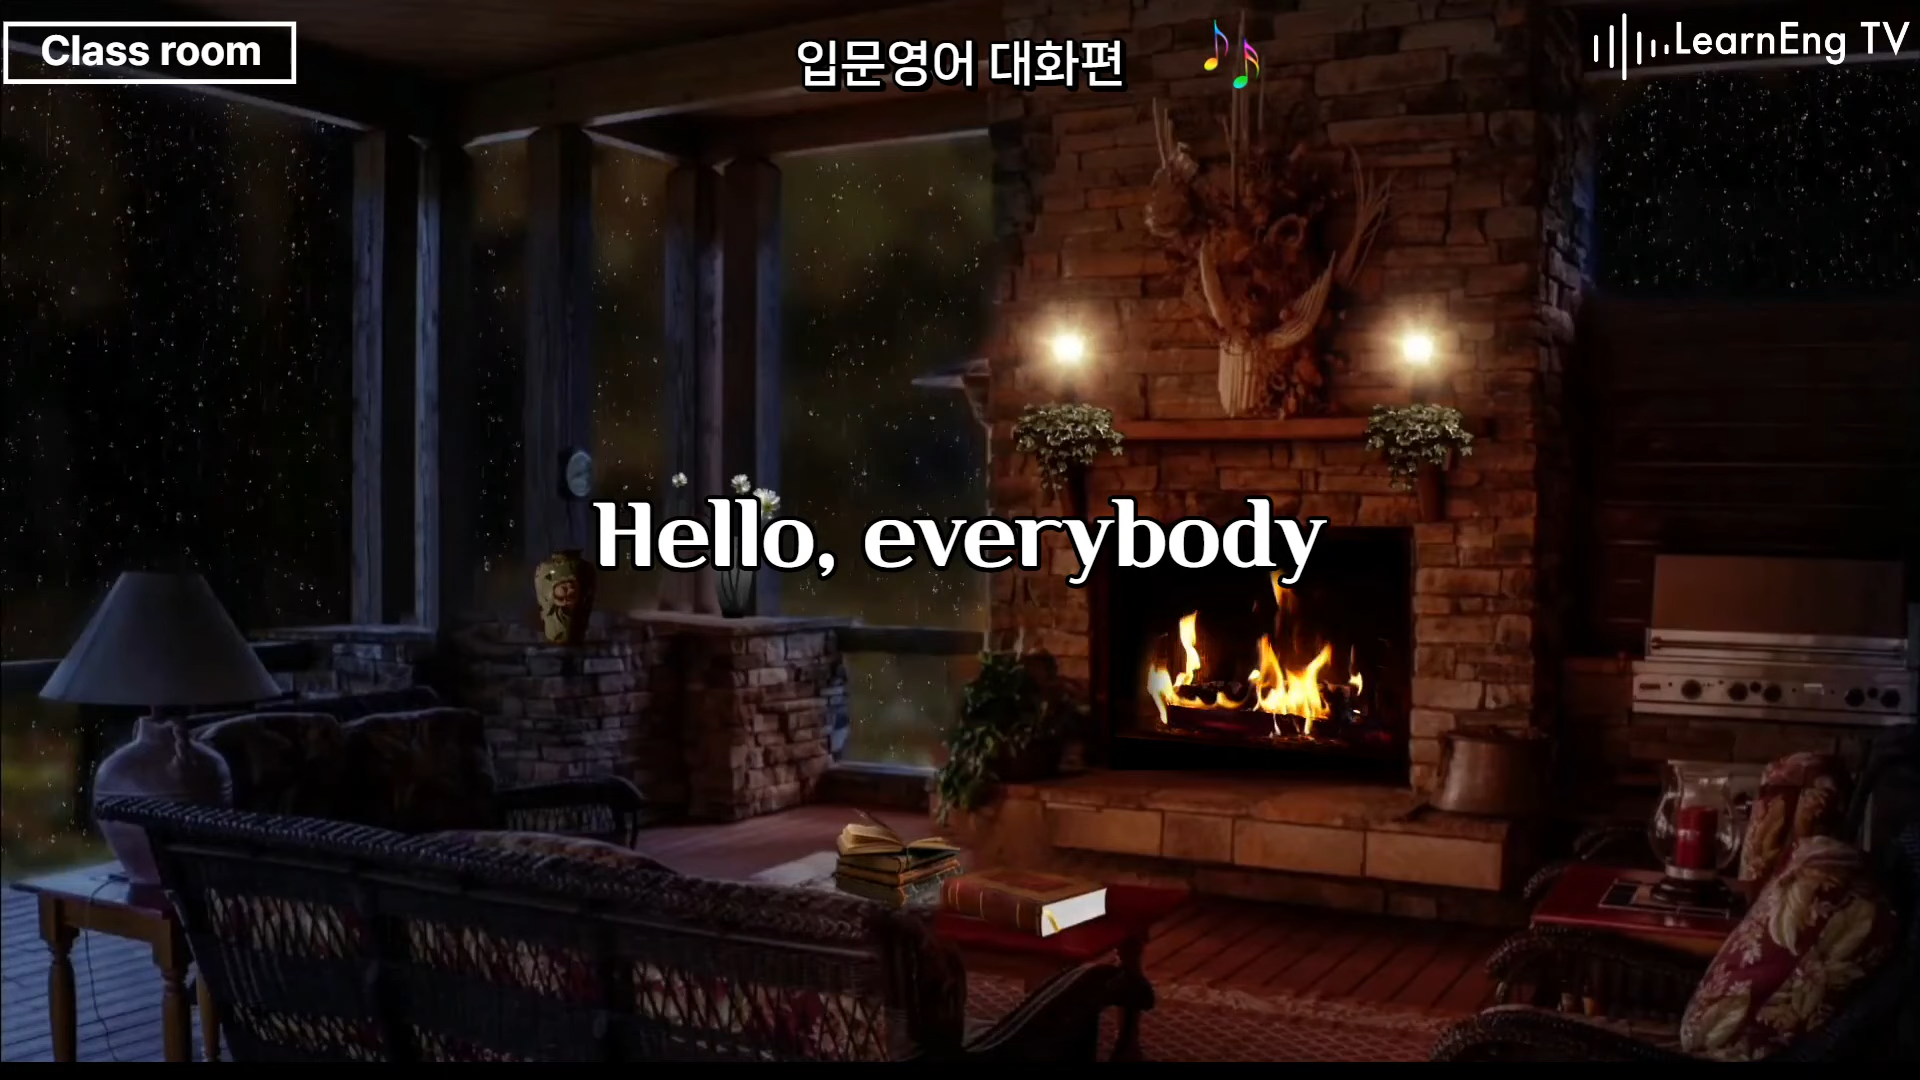 Class room
입문영어 대화편
LearnEng TV
Hello, everybody